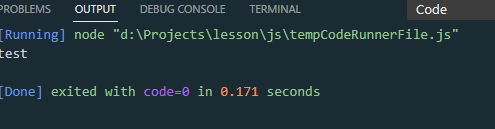 PROBLEMS OUTPUT DEBUG CONSOLE TERMINAL Code
[Running] node "d:\Projects\lesson\js\tempCodeRunnerFile.js"
test
[Done] exited with code=0 in 0.171 seconds